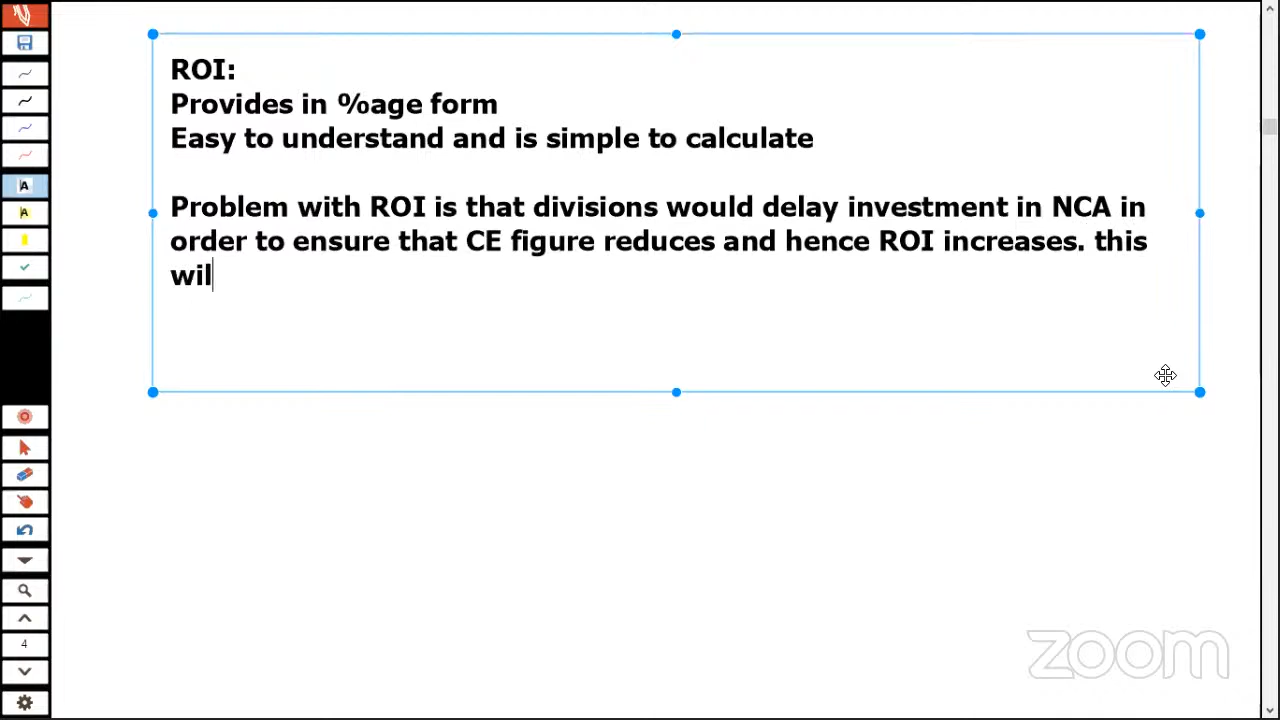 ROI:
Provides in %age form
Easy to understand and is simple to calculate
Problem with ROI is that divisions would delay investment in NCA in
order to ensure that CE figure reduces and hence ROI increases. this
wil
A
A
4
zoom